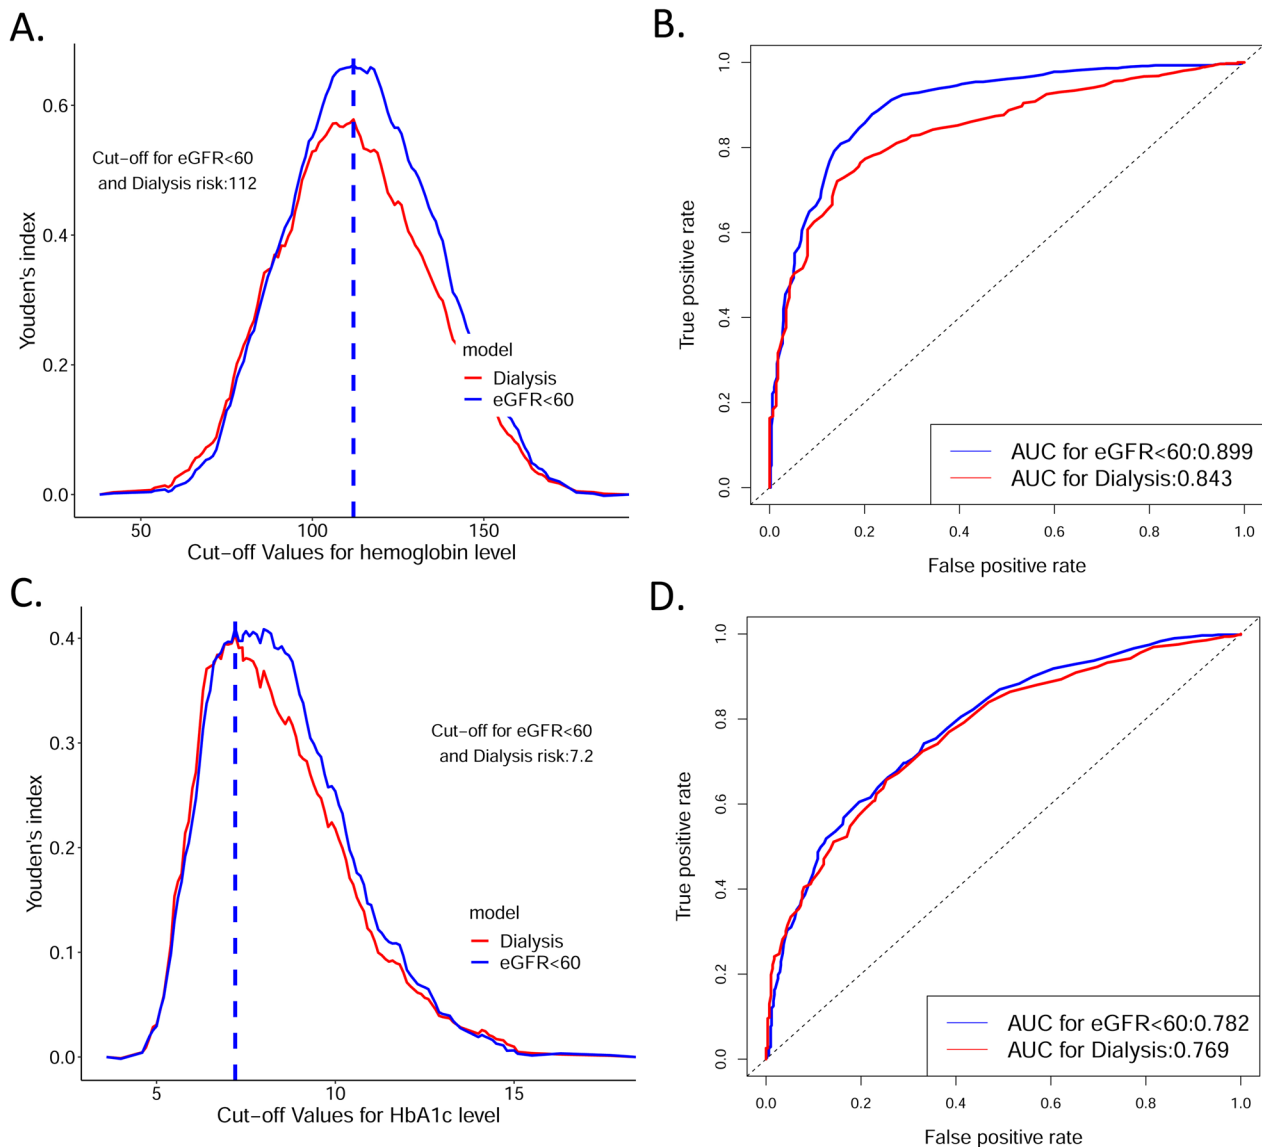 A.
Youden's index
0.6
0.4
0.2
0.0
Cut−off for eGFR<60
and Dialysis risk:112
model
Dialysis
eGFR<60
50
100
150
Cut−off Values for hemoglobin level
B.
True positive rate
1.0
0.8
0.6
0.4
0.2
0.0
AUC for eGFR<60:0.899
AUC for Dialysis:0.843
0.0
0.2
0.4
0.6
0.8
1.0
False positive rate
C.
Youden's index
0.4
0.3
0.2
0.1
0.0
Cut−off for eGFR<60
and Dialysis risk:7.2
model
Dialysis
eGFR<60
5
10
15
Cut−off Values for HbA1c level
D.
True positive rate
1.0
0.8
0.6
0.4
0.2
0.0
AUC for eGFR<60:0.782
AUC for Dialysis:0.769
0.0
0.2
0.4
0.6
0.8
1.0
False positive rate